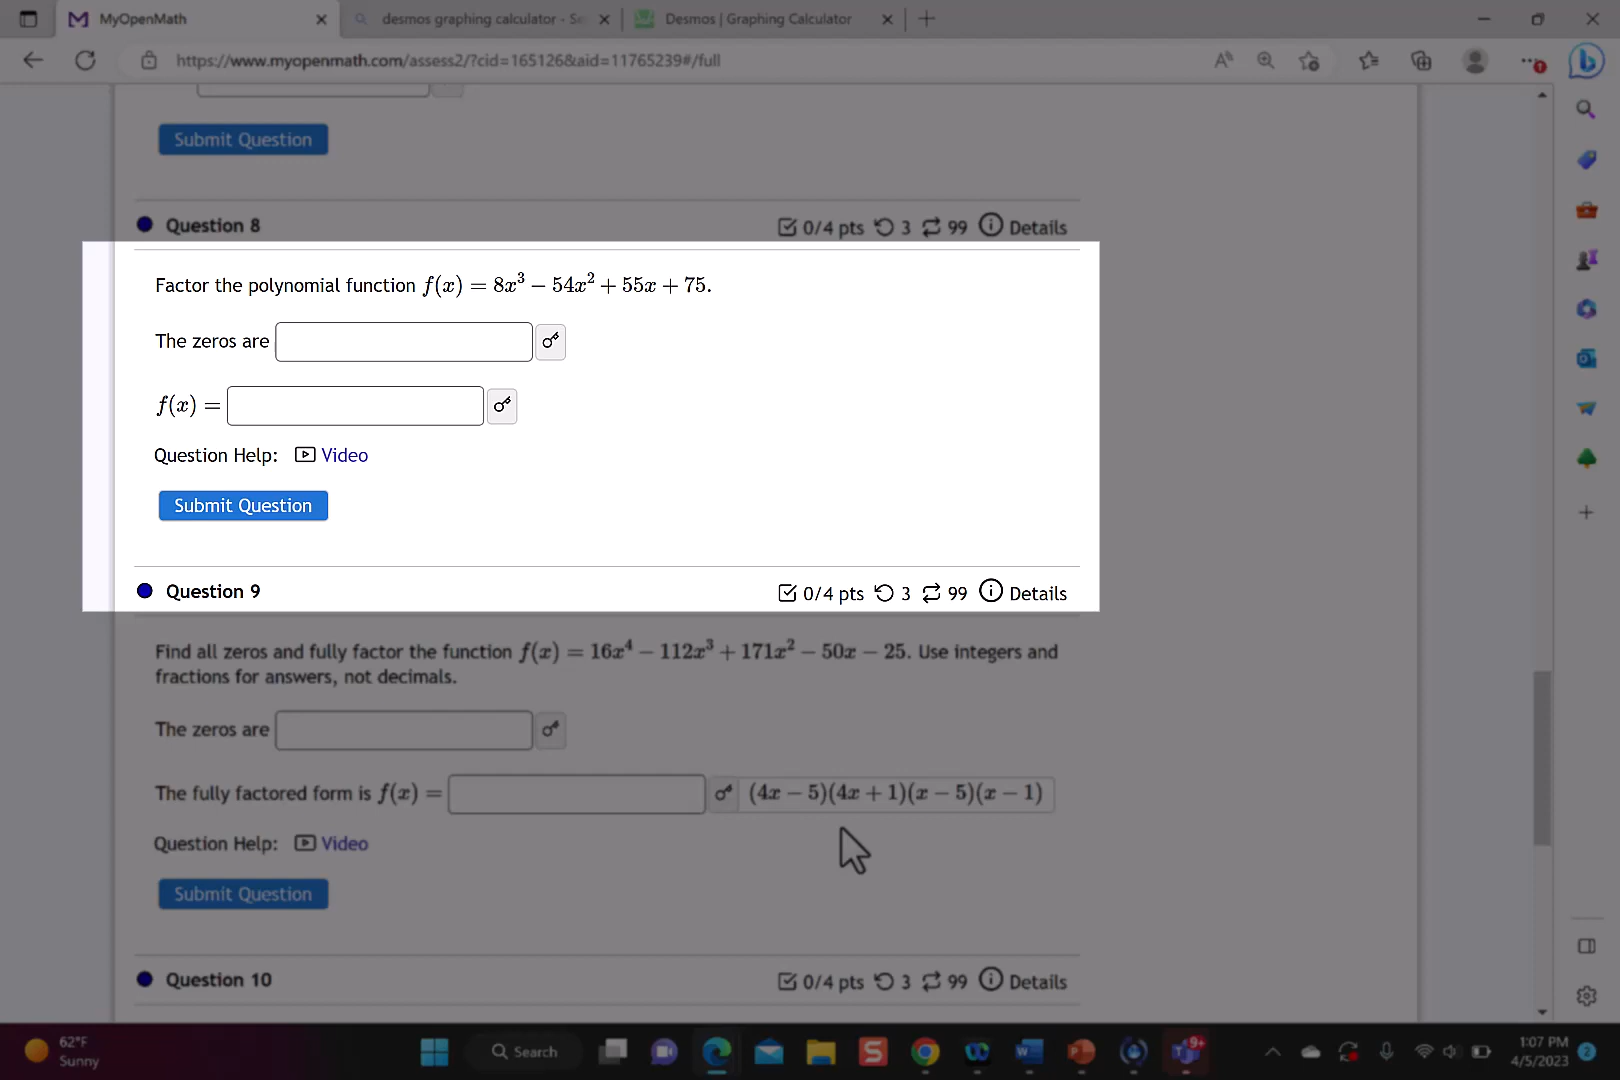 MyOpenMath
desmos graphing calculator - Se
Desmos | Graphing Calculator
https://www.myopenmath.com/assess2/?cid=165126&aid=11765239#/full
Submit Question
Question 8
0/4 pts 3 99 Details
Factor the polynomial function f(x) = 8x³ − 54x² + 55x + 75.
The zeros are
f(x) =
Question Help: Video
Submit Question
Question 9
0/4 pts 3 99 Details
Find all zeros and fully factor the function f(x) = 16x⁴ − 112x³ + 171x² − 50x − 25. Use integers and
fractions for answers, not decimals.
The zeros are
The fully factored form is f(x) = (4x − 5)(4x + 1)(x − 5)(x − 1)
Question Help: Video
Submit Question
Question 10
0/4 pts 3 99 Details
62°F
Sunny
Search
9+
1:07 PM
4/5/2023
2